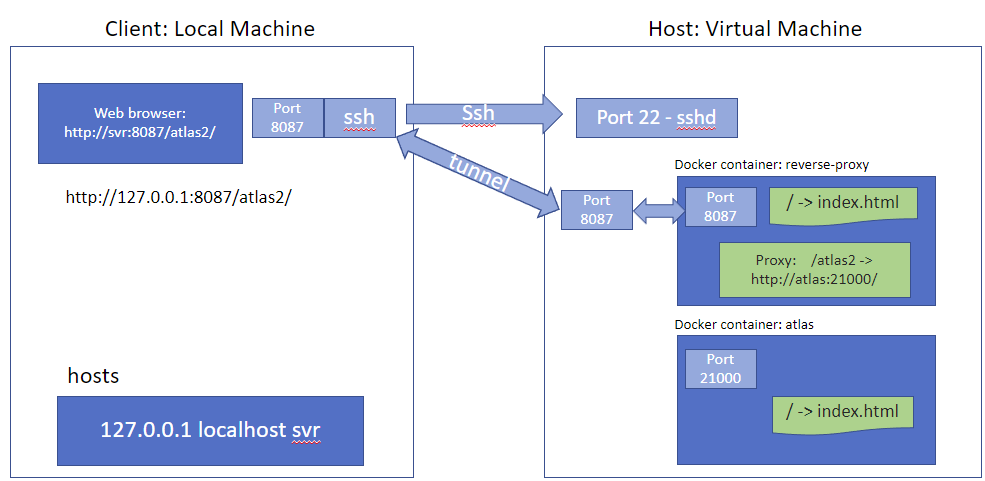 Client: Local Machine
Host: Virtual Machine
Web browser:
http://svr:8087/atlas2/
Port
8087
ssh
Ssh
Port 22 - sshd
tunnel
http://127.0.0.1:8087/atlas2/
Port
8087
Docker container: reverse-proxy
Port
8087
/ -> index.html
Proxy:    /atlas2 ->
http://atlas:21000/
Docker container: atlas
Port
21000
/ -> index.html
hosts
127.0.0.1 localhost svr